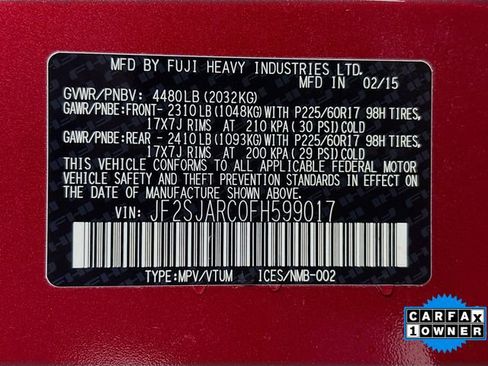 MFD BY FUJI HEAVY INDUSTRIES LTD.
IN 02/15
GVWR/PNBV: 4480LB(2032KG)
GAWR/PNBE:FRONT- 2310LB(1048KG)WITH P225/60R17 98H TIRES,
17X7J RIMS AT 210 KPA (30 PSI) COLD
GAWR/PNBE:REAR - 2410LB(1093KG)WITH P225/60R17 98H TIRES,
17X7J RIMS AT 200 KPA (29 PSI) COLD
THIS VEHICLE CONFORMS TO ALL APPLICABLE FEDERAL MOTOR
VEHICLE SAFETY AND THEFT PREVENTION STANDARDS IN EFFECT
ON THE DATE OF MANUFACTURE SHOWN ABOVE.
VIN: JF2SJARC0FH599017
TYPE:MPV/VTUM ICES/NMB-002
CARFAX
1 OWNER